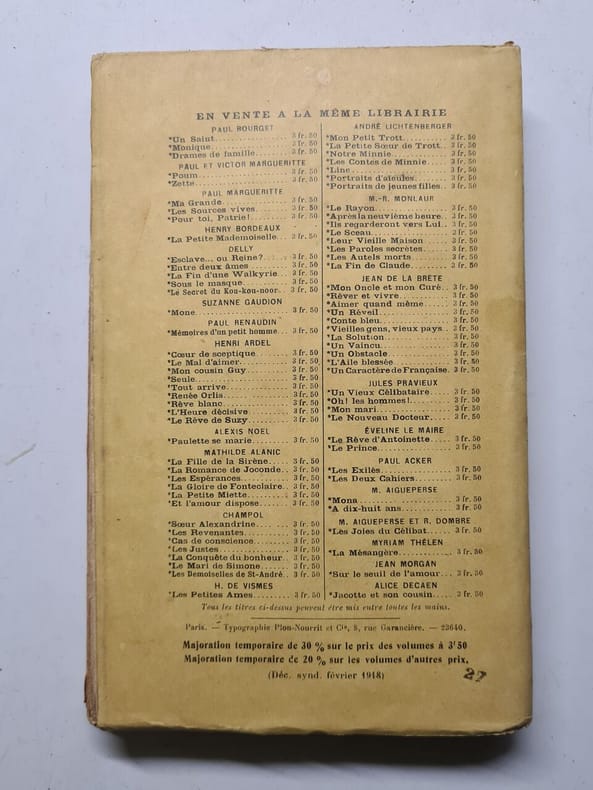 EN VENTE A LA MÊME LIBRAIRIE
PAUL BOURGET
*Un Saint.................. 3 fr. 50
*Monique.................. 3 fr. 50
*Drames de famille....... 3 fr. 50
PAUL ET VICTOR MARGUERITTE
*Poum..................... 3 fr. 50
*Zette..................... 3 fr. 50
PAUL MARGUERITTE
*Ma Grande............... 3 fr. 50
*Les Sources vives....... 3 fr. 50
*Pour toi, Patrie!........ 3 fr. 50
HENRY BORDEAUX
*La Petite Mademoiselle.. 3 fr. 50
DELLY
*Esclave... ou Reine?.... 3 fr. 50
*Entre deux âmes........ 3 fr. 50
*La Fin d'une Walkyrie.. 3 fr. 50
*Sous le masque.......... 3 fr. 50
*Le Secret du Kou-kou-noor. 3 fr. 50
SUZANNE GAUDION
*Mone..................... 3 fr. 50
PAUL RENAUDIN
*Mémoires d'un petit homme... 3 fr. 50
HENRI ARDEL
*Cœur de sceptique...... 3 fr. 50
*Le Mal d'aimer.......... 3 fr. 50
*Mon cousin Guy......... 3 fr. 50
*Seule..................... 3 fr. 50
*Tout arrive.............. 3 fr. 50
*Renée Orlis.............. 3 fr. 50
*Rêve blanc............... 3 fr. 50
*L'Heure décisive........ 3 fr. 50
*Le Rêve de Suzy......... 3 fr. 50
ALEXIS NOEL
*Paulette se marie........ 3 fr. 50
MATHILDE ALANIC
*La Fille de la Sirène..... 3 fr. 50
*La Romance de Joconde.. 3 fr. 50
*Les Espérances.......... 3 fr. 50
*La Gloire de Fonteclaire.. 3 fr. 50
*La Petite Miette......... 3 fr. 50
*Et l'amour dispose....... 3 fr. 50
CHAMPOL
*Sœur Alexandrine....... 3 fr. 50
*Les Revenantes.......... 3 fr. 50
*Cas de conscience........ 3 fr. 50
*Les Justes................ 3 fr. 50
*La Conquête du bonheur.. 3 fr. 50
*Le Mari de Simone...... 3 fr. 50
*Les Demoiselles de St-André.. 3 fr. 50
H. DE VISMES
*Les Petites Ames......... 3 fr. 50
ANDRÉ LICHTENBERGER
*Mon Petit Trott.......... 3 fr. 50
*La Petite Sœur de Trott.. 3 fr. 50
*Notre Minnie............ 3 fr. 50
*Les Contes de Minnie.... 3 fr. 50
*Line...................... 3 fr. 50
*Portraits d'aïeules....... 3 fr. 50
*Portraits de jeunes filles.. 3 fr. 50
M.-R. MONLAUR
*Le Rayon................. 3 fr. 50
*Après la neuvième heure.. 3 fr. 50
*Ils regarderont vers Lui.. 3 fr. 50
*Le Sceau................. 3 fr. 50
*Leur Vieille Maison..... 3 fr. 50
*Les Paroles secrètes..... 3 fr. 50
*Les Autels morts........ 3 fr. 50
*La Fin de Claude........ 3 fr. 50
JEAN DE LA BRÈTE
*Mon Oncle et mon Curé.. 3 fr. 50
*Rêver et vivre........... 3 fr. 50
*Aimer quand même...... 3 fr. 50
*Un Réveil................ 3 fr. 50
*Conte bleu............... 3 fr. 50
*Vieilles gens, vieux pays.. 3 fr. 50
*La Solution.............. 3 fr. 50
*Un Vaincu............... 3 fr. 50
*Un Obstacle.............. 3 fr. 50
*L'Aile blessée............ 3 fr. 50
*Un Caractère de Française. 3 fr. 50
JULES PRAVIEUX
*Un Vieux Célibataire.... 3 fr. 50
*Oh! les hommes!......... 3 fr. 50
*Mon mari................ 3 fr. 50
*Le Nouveau Docteur..... 3 fr. 50
ÉVELINE LE MAIRE
*Le Rêve d'Antoinette.... 3 fr. 50
*Le Prince................ 3 fr. 50
PAUL ACKER
*Les Exilés................ 3 fr. 50
*Les Deux Cahiers........ 3 fr. 50
M. AIGUEPERSE
*Mona..................... 3 fr. 50
*A dix-huit ans........... 3 fr. 50
M. AIGUEPERSE ET R. DOMBRE
*Les Joies du Célibat...... 3 fr. 50
MYRIAM THÉLEN
*La Mésangère............ 3 fr. 50
JEAN MORGAN
*Sur le seuil de l'amour... 3 fr. 50
ALICE DECAEN
*Jacotte et son cousin..... 3 fr. 50
Tous les titres ci-dessus peuvent être mis entre toutes les mains.
Paris. — Typographie Plon-Nourrit et Cie, 8, rue Garancière. — 23640.
Majoration temporaire de 30 % sur le prix des volumes à 3f50
Majoration temporaire de 20 % sur les volumes d'autres prix.
(Déc. synd. février 1918)
27